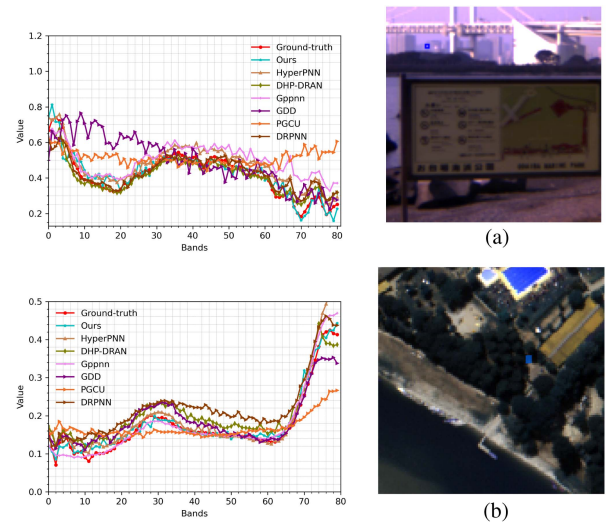 1.2
1.0
0.8
0.6
0.4
0.2
Value
Ground-truth
Ours
HyperPNN
DHP-DRAN
Gppnn
GDD
PGCU
DRPNN
0 10 20 30 40 50 60 70 80
Bands
(a)
0.5
0.4
0.3
0.2
0.1
0.0
Value
Ground-truth
Ours
HyperPNN
DHP-DRAN
Gppnn
GDD
PGCU
DRPNN
0 10 20 30 40 50 60 70 80
Bands
(b)